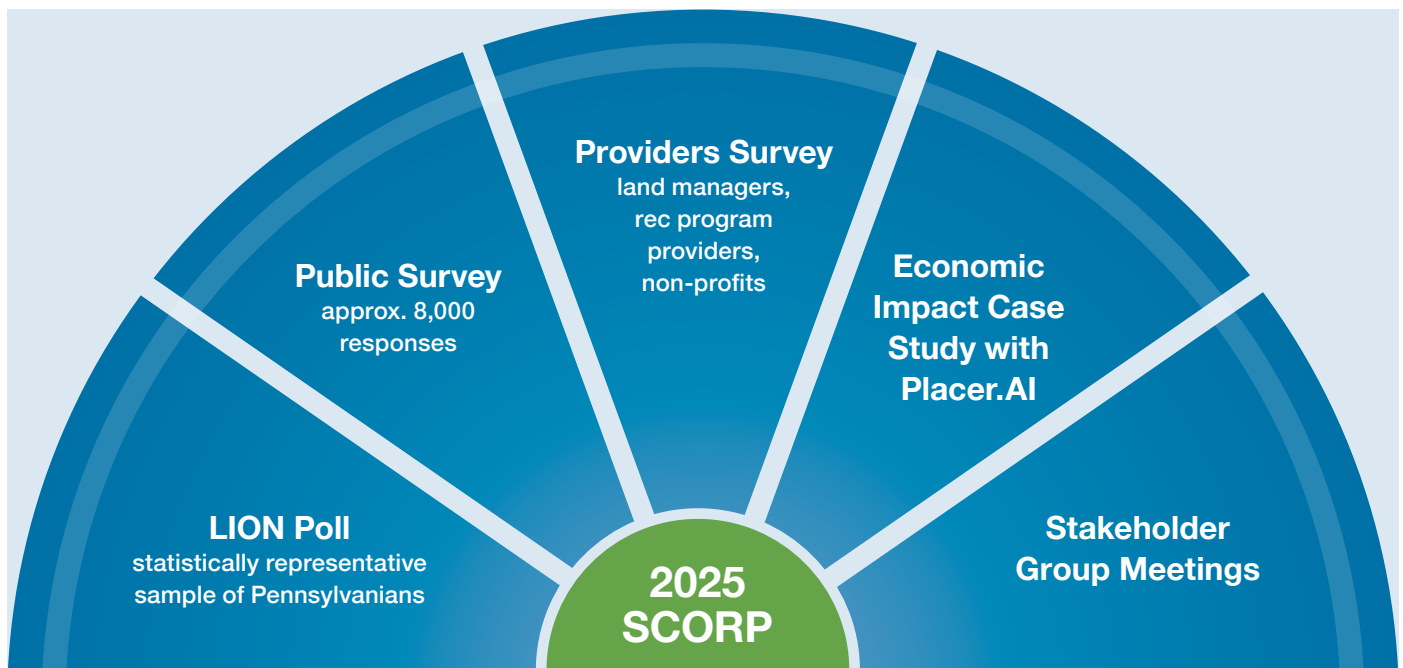 LION Poll
statistically representative
sample of Pennsylvanians
Public Survey
approx. 8,000
responses
Providers Survey
land managers,
rec program
providers,
non-profits
Economic
Impact Case
Study with
Placer.AI
Stakeholder
Group Meetings
2025
SCORP